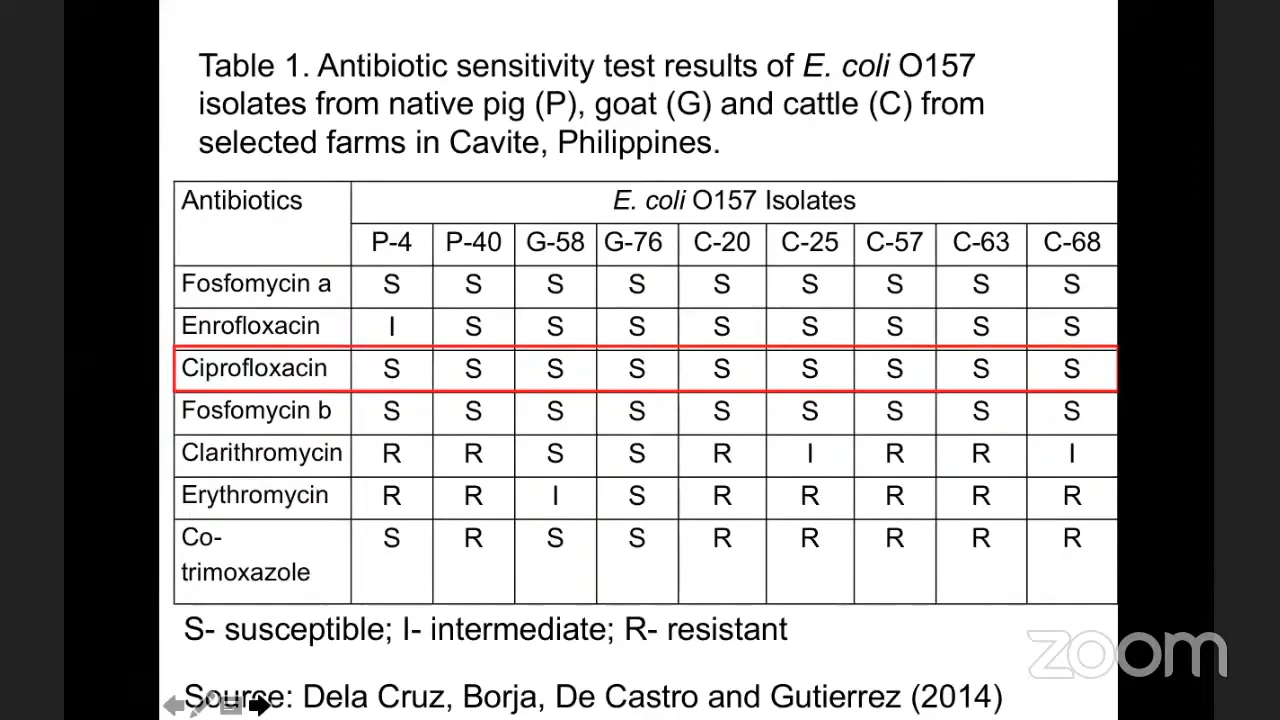 Table 1. Antibiotic sensitivity test results of E. coli O157
isolates from native pig (P), goat (G) and cattle (C) from
selected farms in Cavite, Philippines.
Antibiotics E. coli O157 Isolates
P-4 P-40 G-58 G-76 C-20 C-25 C-57 C-63 C-68
Fosfomycin a S S S S S S S S S
Enrofloxacin I S S S S S S S S
Ciprofloxacin S S S S S S S S S
Fosfomycin b S S S S S S S S S
Clarithromycin R R S S R I R R I
Erythromycin R R I S R R R R R
Co- S R S S R R R R R
trimoxazole
S- susceptible; I- intermediate; R- resistant
zoom
Source: Dela Cruz, Borja, De Castro and Gutierrez (2014)